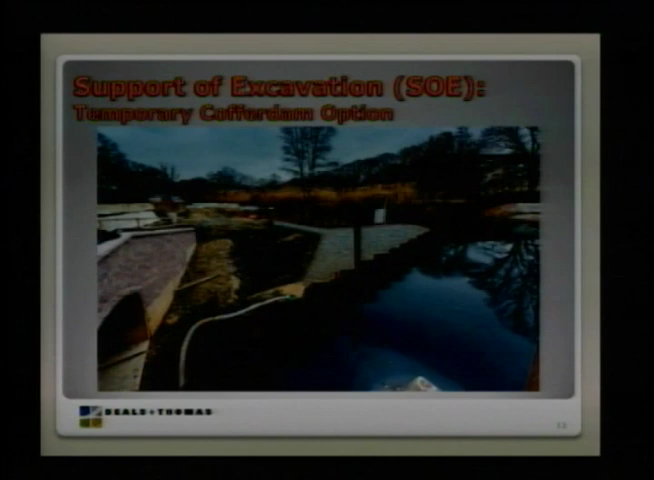 Support of Excavation (SOE):
Temporary Cofferdam Option
BEALS+THOMAS